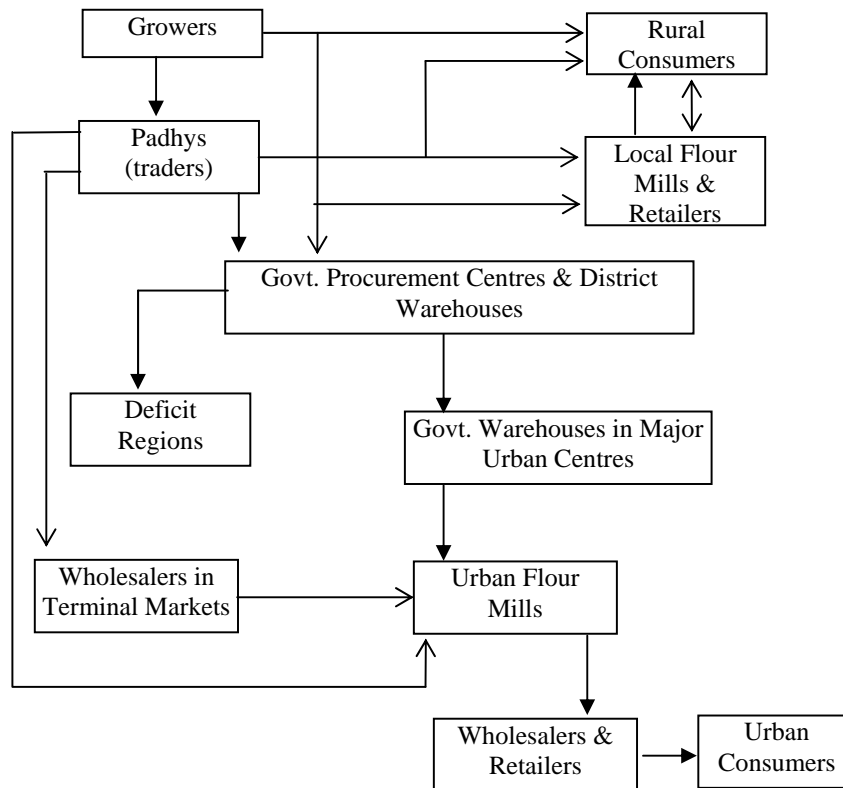 Growers
Rural
Consumers
Padhys
(traders)
Local Flour
Mills &
Retailers
Govt. Procurement Centres & District
Warehouses
Deficit
Regions
Govt. Warehouses in Major
Urban Centres
Wholesalers in
Terminal Markets
Urban Flour
Mills
Wholesalers &
Retailers
Urban
Consumers